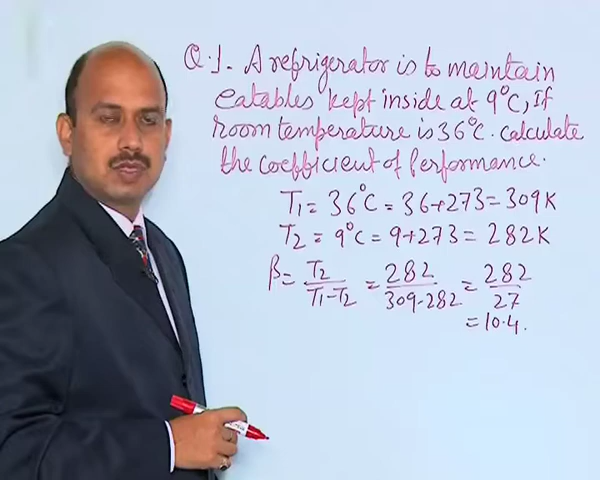 Q.1. A refrigerator is to maintain
eatables kept inside at 9°C, If
room temperature is 36°C. calculate
the coefficient of Performance.
T₁ = 36°C = 36+273 = 309K
T₂ = 9°C = 9+273 = 282K
β = T₂/(T₁-T₂) = 282/(309-282) = 282/27
= 10.4.